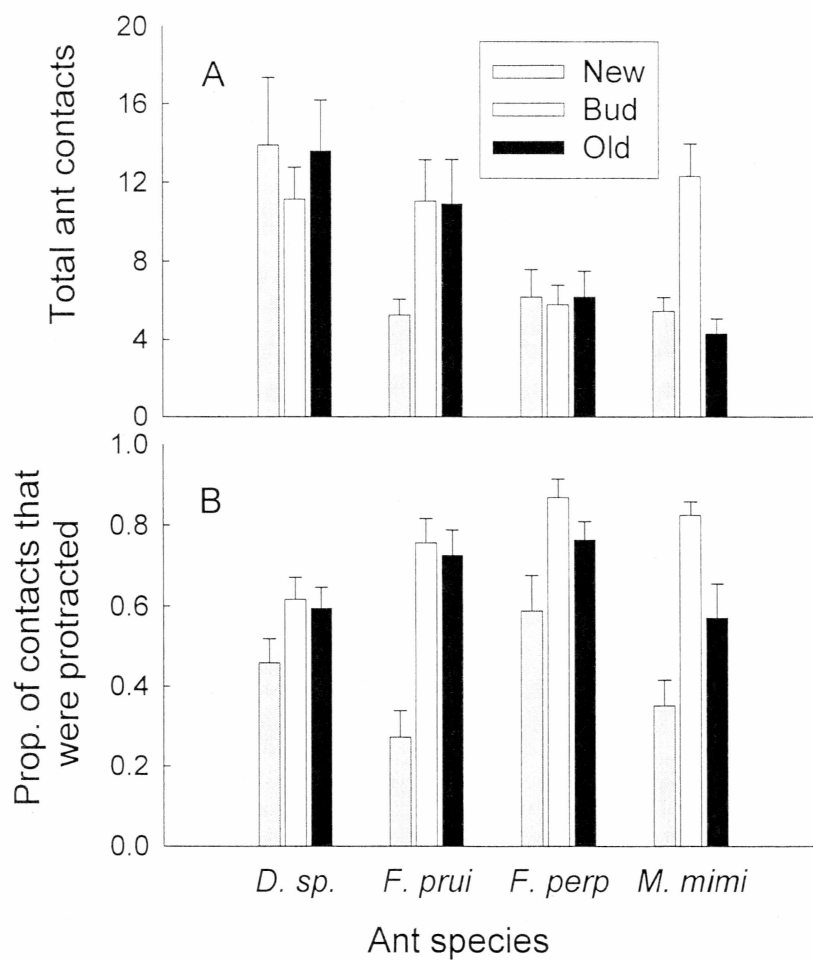 Total ant contacts
20
16
12
8
4
0
A
New
Bud
Old
Prop. of contacts that
were protracted
1.0
0.8
0.6
0.4
0.2
0.0
B
D. sp. F. prui F. perp M. mimi
Ant species